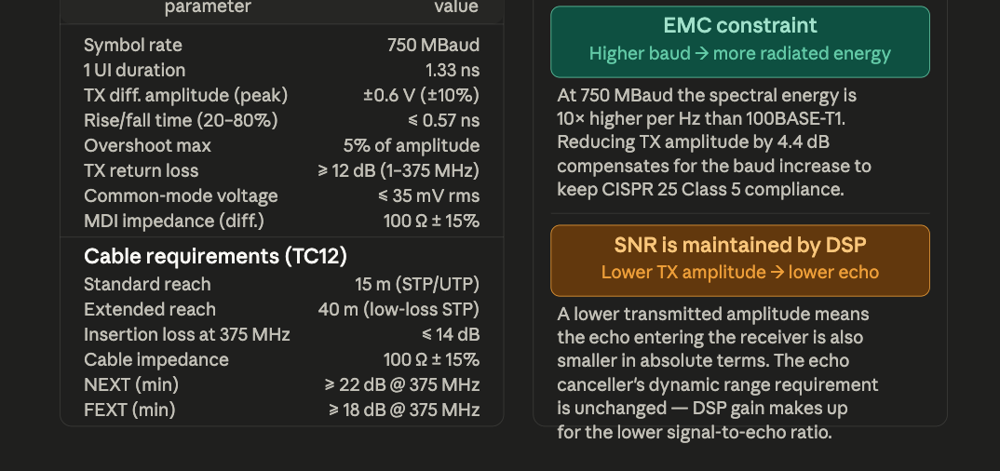 parameter value
Symbol rate 750 MBaud
1 UI duration 1.33 ns
TX diff. amplitude (peak) ±0.6 V (±10%)
Rise/fall time (20–80%) ≤ 0.57 ns
Overshoot max 5% of amplitude
TX return loss ≥ 12 dB (1–375 MHz)
Common-mode voltage ≤ 35 mV rms
MDI impedance (diff.) 100 Ω ± 15%
Cable requirements (TC12)
Standard reach 15 m (STP/UTP)
Extended reach 40 m (low-loss STP)
Insertion loss at 375 MHz ≤ 14 dB
Cable impedance 100 Ω ± 15%
NEXT (min) ≥ 22 dB @ 375 MHz
FEXT (min) ≥ 18 dB @ 375 MHz
EMC constraint
Higher baud → more radiated energy
At 750 MBaud the spectral energy is
10× higher per Hz than 100BASE-T1.
Reducing TX amplitude by 4.4 dB
compensates for the baud increase to
keep CISPR 25 Class 5 compliance.
SNR is maintained by DSP
Lower TX amplitude → lower echo
A lower transmitted amplitude means
the echo entering the receiver is also
smaller in absolute terms. The echo
canceller's dynamic range requirement
is unchanged — DSP gain makes up
for the lower signal-to-echo ratio.